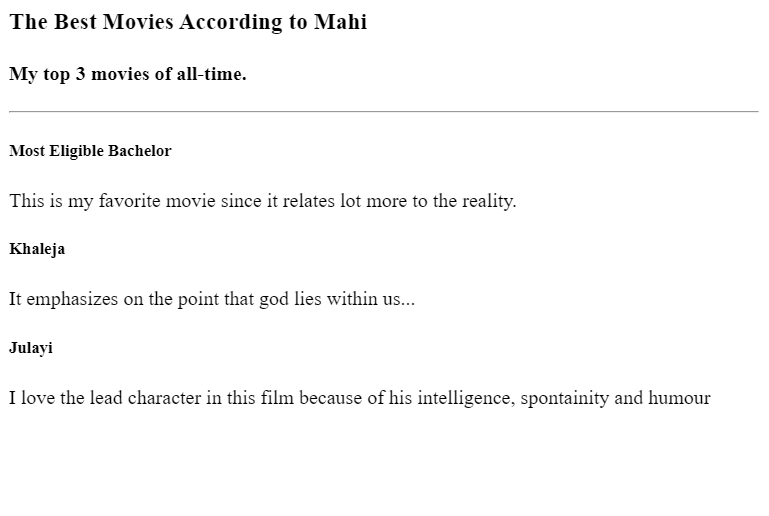 The Best Movies According to Mahi
My top 3 movies of all-time.
Most Eligible Bachelor
This is my favorite movie since it relates lot more to the reality.
Khaleja
It emphasizes on the point that god lies within us...
Julayi
I love the lead character in this film because of his intelligence, spontainity and humour